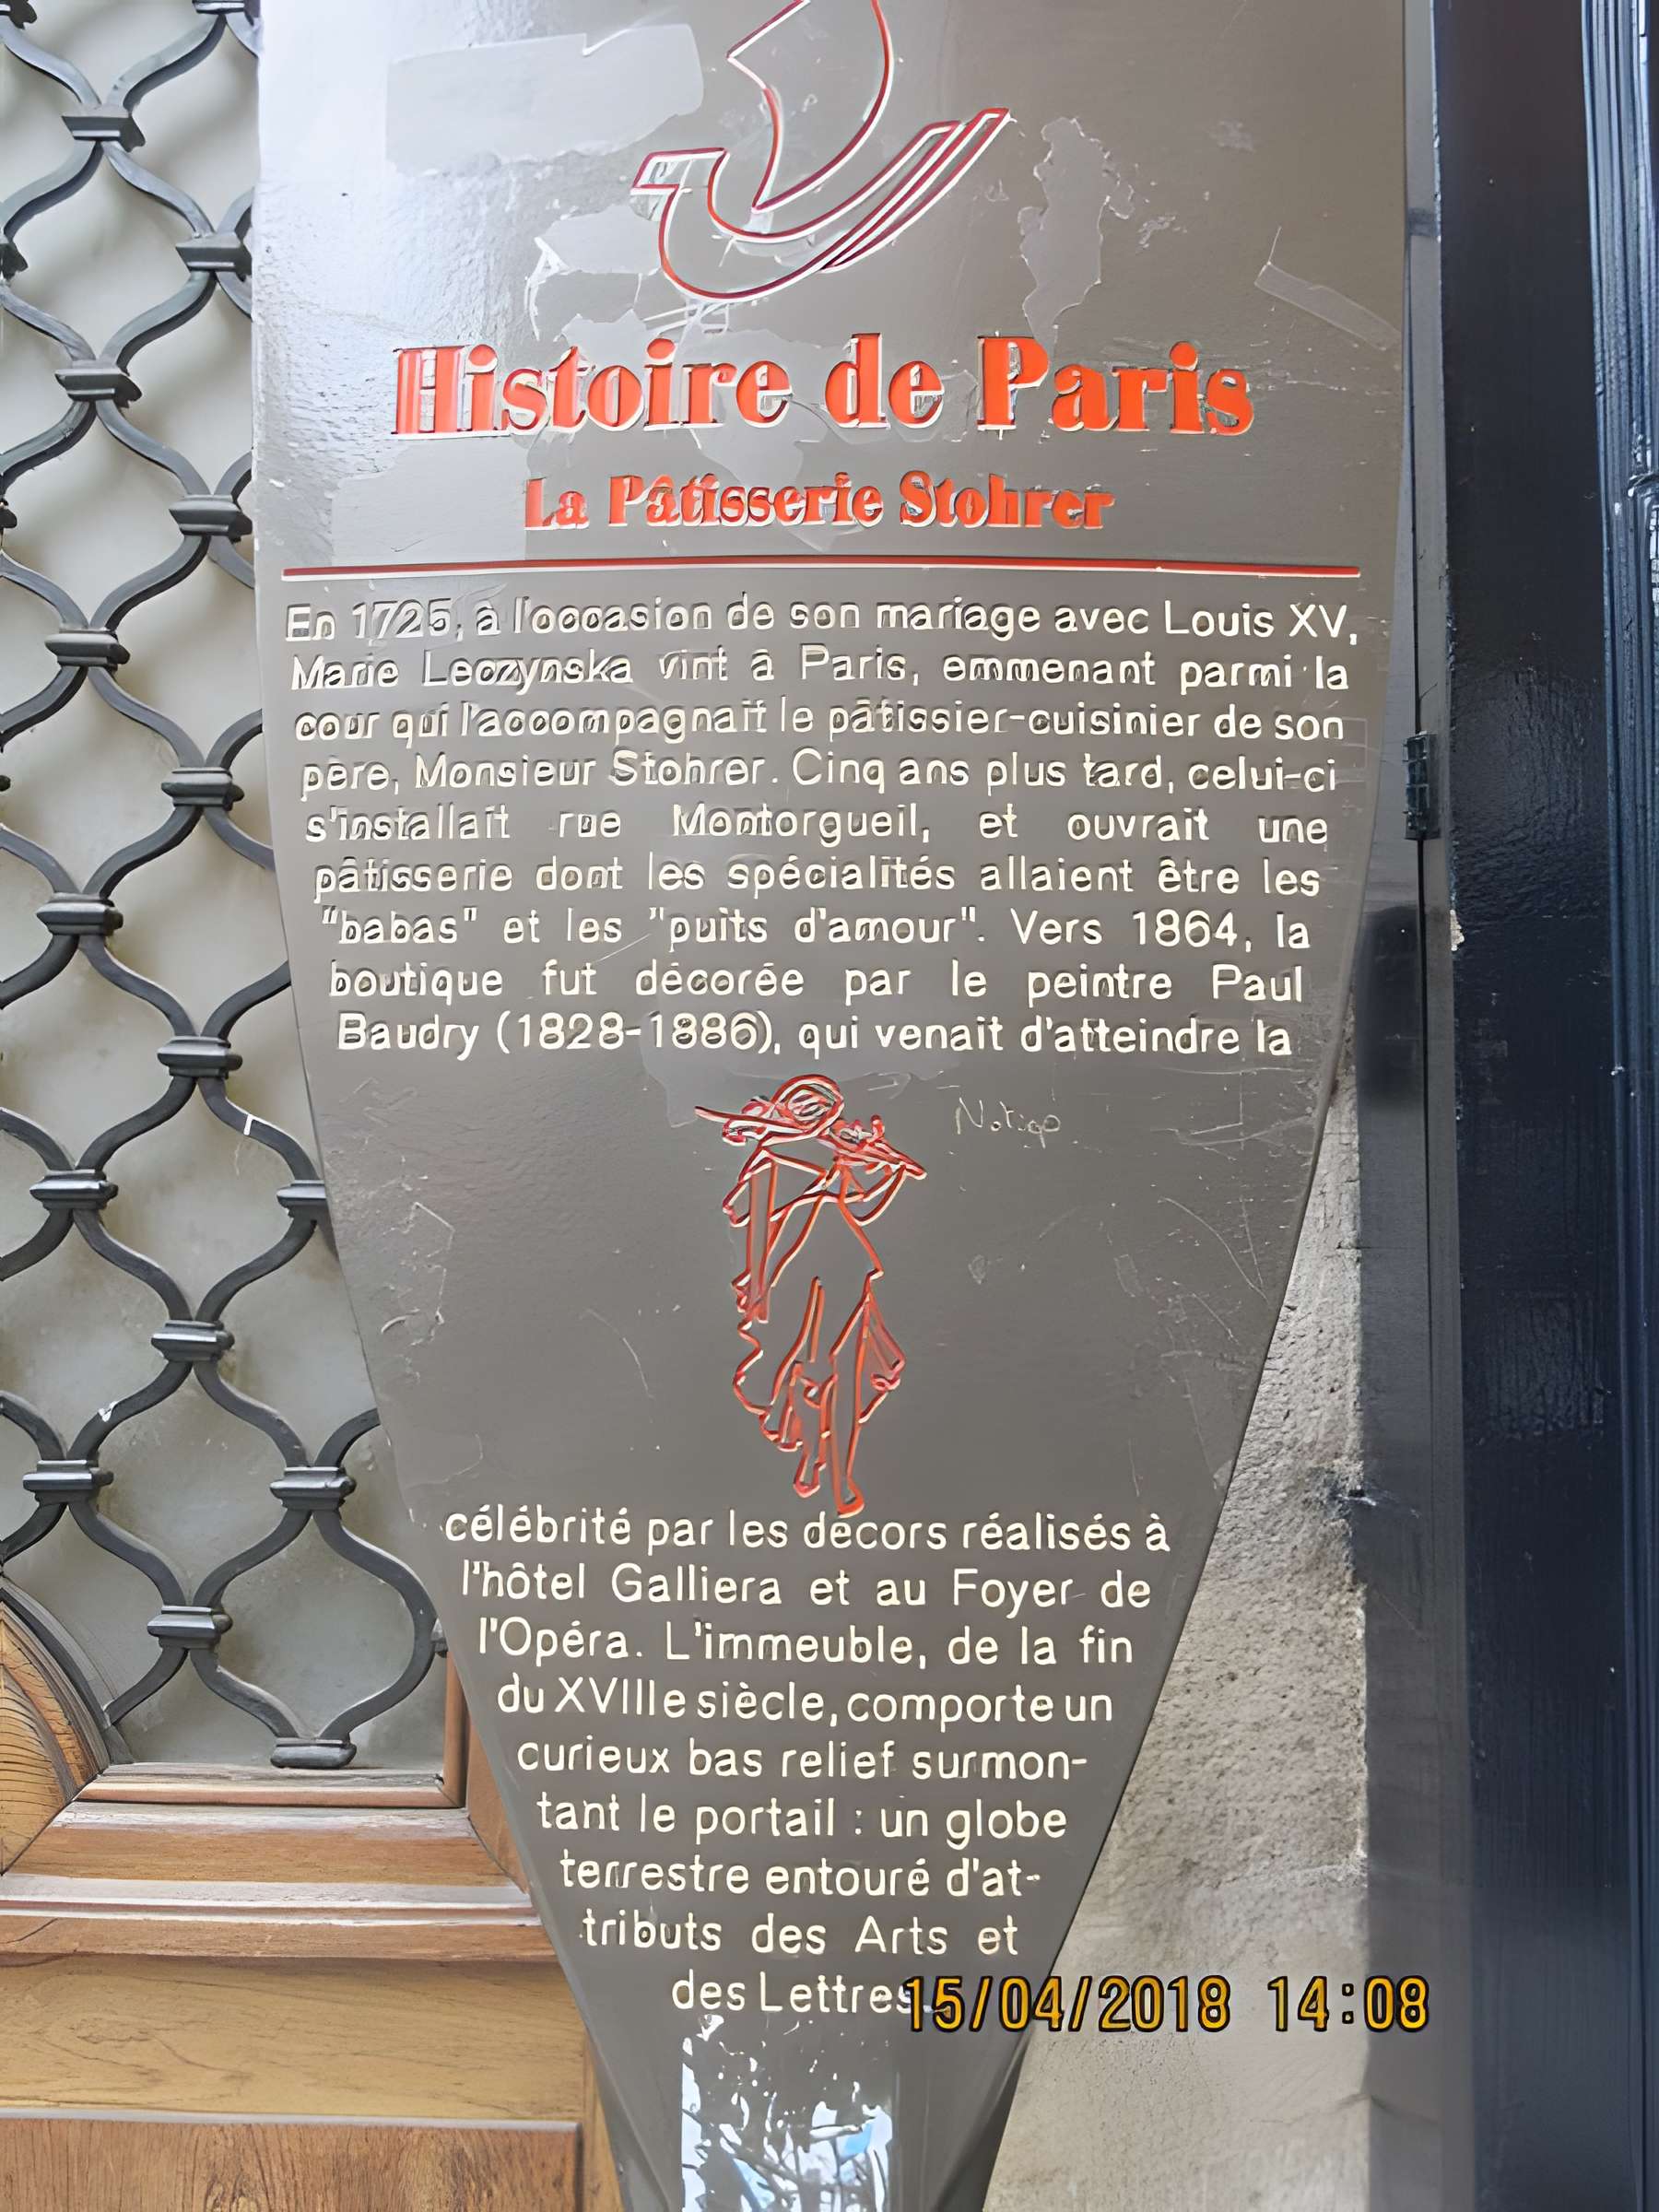 Histoire de Paris
La Pâtisserie Stohrer
En 1725, à l'occasion de son mariage avec Louis XV,
Marie Leczynska vint à Paris, emmenant parmi la
cour qui l'accompagnait le pâtissier-cuisinier de son
père, Monsieur Stohrer. Cinq ans plus tard, celui-ci
s'installait rue Montorgueil, et ouvrait une
pâtisserie dont les spécialités allaient être les
"babas" et les "puits d'amour". Vers 1864, la
boutique fut décorée par le peintre Paul
Baudry (1828-1886), qui venait d'atteindre la
célébrité par les décors réalisés à
l'hôtel Galliera et au Foyer de
l'Opéra. L'immeuble, de la fin
du XVIIIe siècle, comporte un
curieux bas relief surmon-
tant le portail : un globe
terrestre entouré d'at-
tributs des Arts et
des Lettres.
15/04/2018 14:08